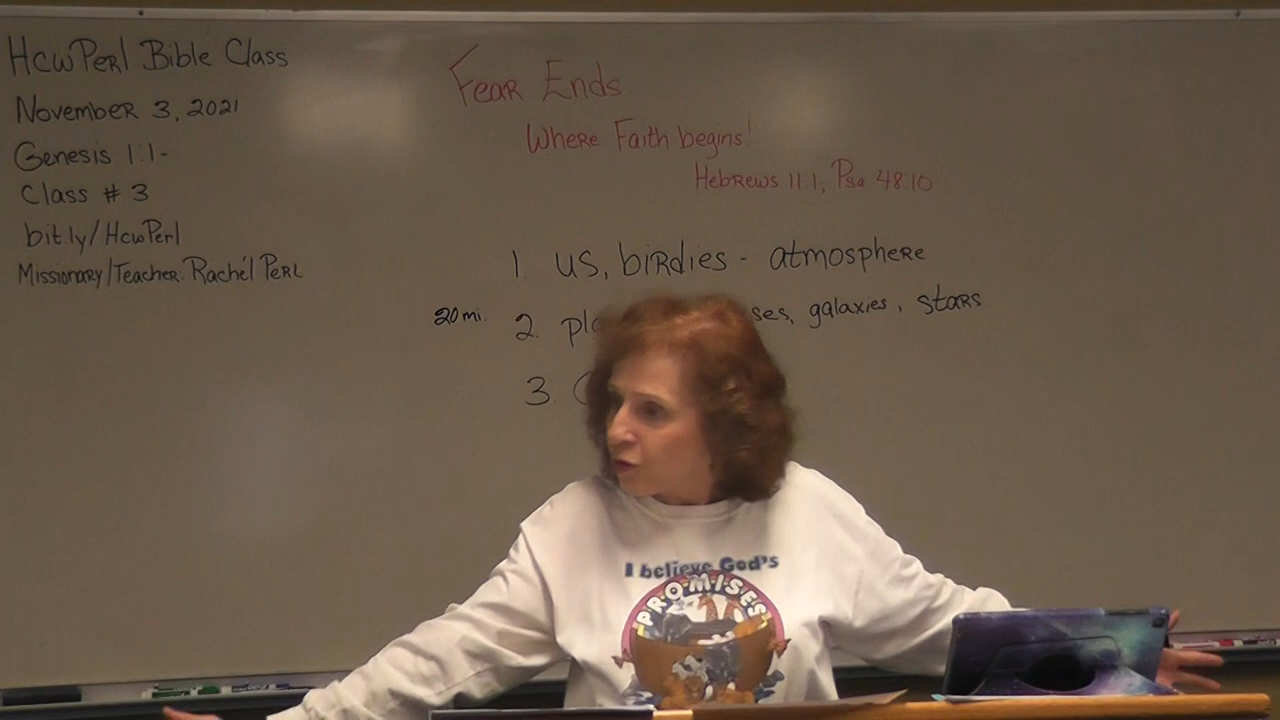 HcwPerl Bible Class
November 3, 2021
Genesis 1:1-
Class # 3
bit.ly/HcwPerl
Missionary/Teacher: Rachél Perl
Fear Ends
Where Faith begins!
Hebrews 11:1, Psa 48:10
1. us, birdies - atmosphere
20 mi. 2. galaxies, stars
3.
I believe God's
PROMISES